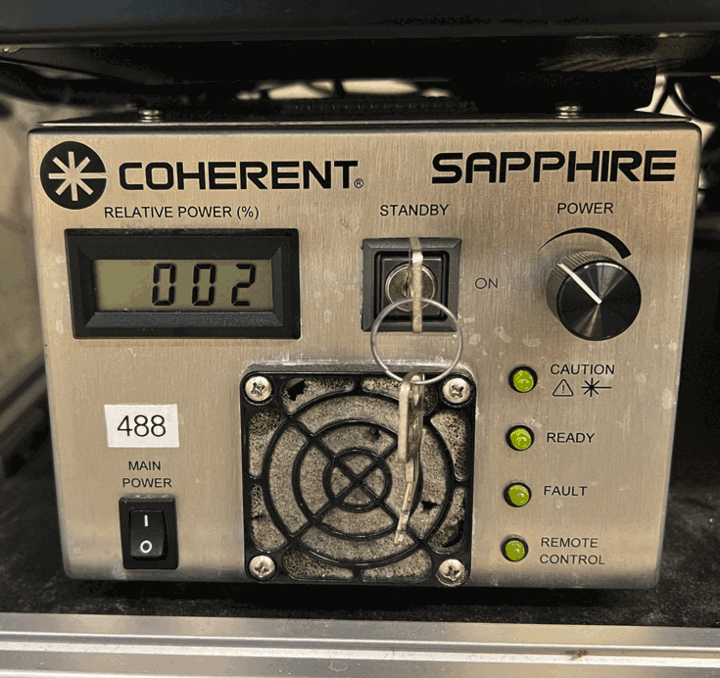 COHERENT® SAPPHIRE
RELATIVE POWER (%) STANDBY POWER
002
ON
CAUTION
READY
488
FAULT
MAIN
POWER
I
O
REMOTE
CONTROL